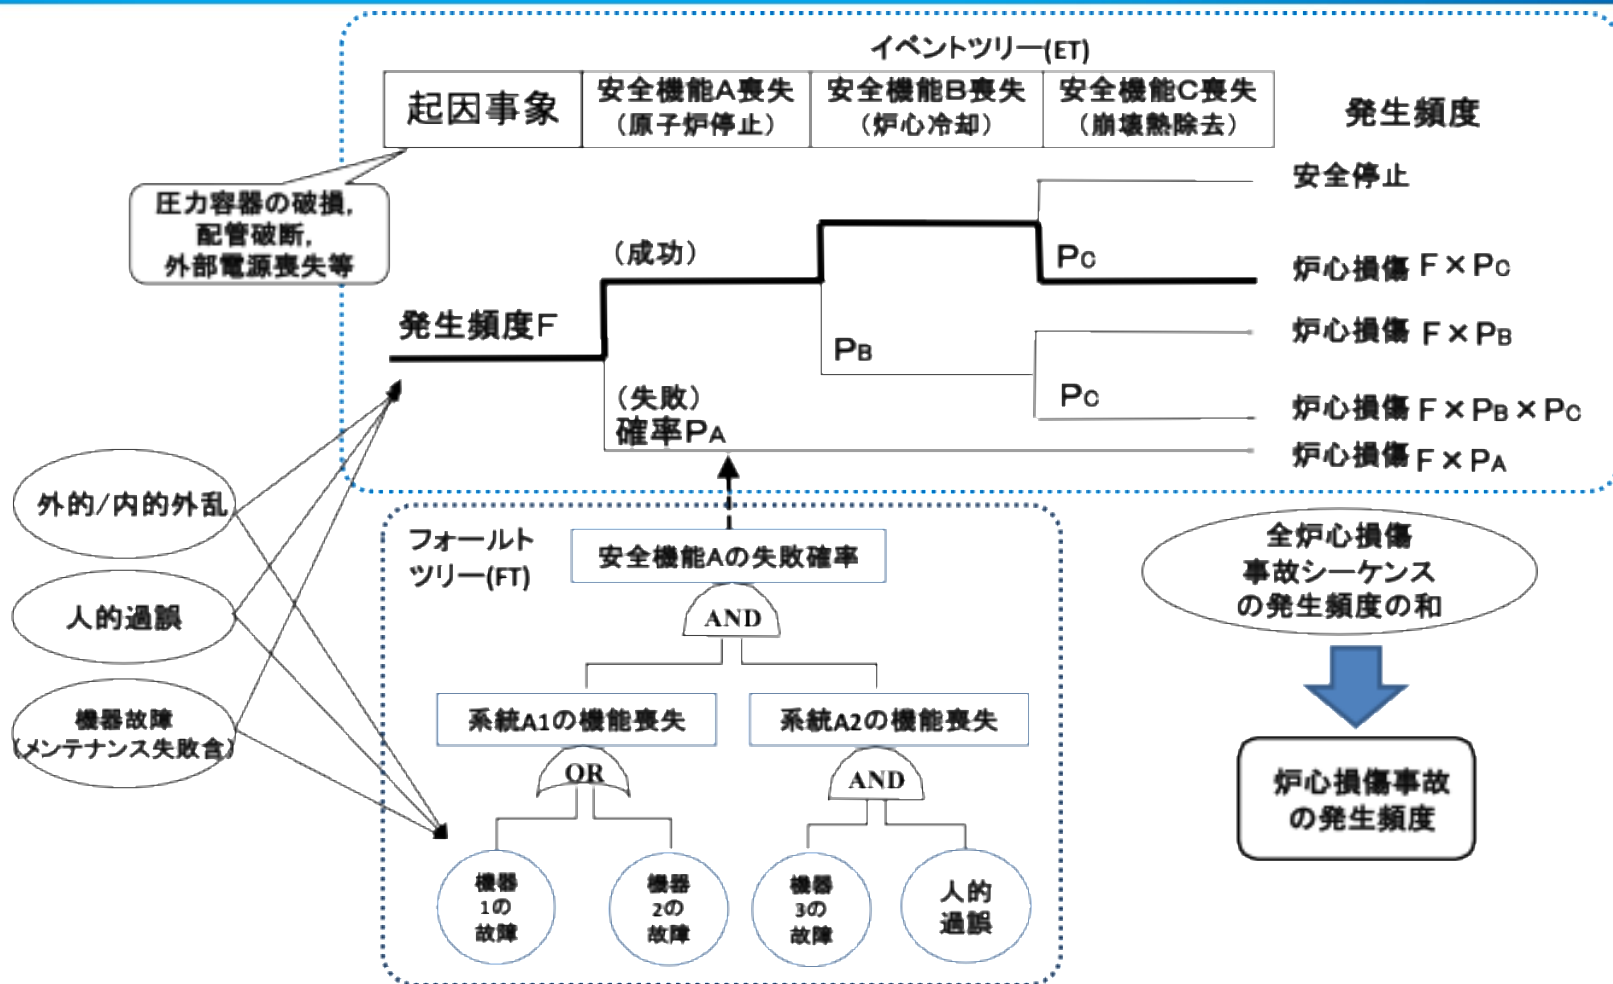 イベントツリー(ET)
起因事象
安全機能A喪失
(原子炉停止)
安全機能B喪失
(炉心冷却)
安全機能C喪失
(崩壊熱除去)
発生頻度
圧力容器の破損,
配管破断,
外部電源喪失等
安全停止
(成功)
PC
炉心損傷 F×PC
発生頻度F
炉心損傷 F×PB
PB
(失敗)
確率PA
PC
炉心損傷 F×PB×PC
炉心損傷 F×PA
外的/内的外乱
人的過誤
機器故障
(メンテナンス失敗含)
フォールト
ツリー(FT)
安全機能Aの失敗確率
AND
系統A1の機能喪失
系統A2の機能喪失
OR
AND
機器
1の
故障
機器
2の
故障
機器
3の
故障
人的
過誤
全炉心損傷
事故シーケンス
の発生頻度の和
炉心損傷事故
の発生頻度